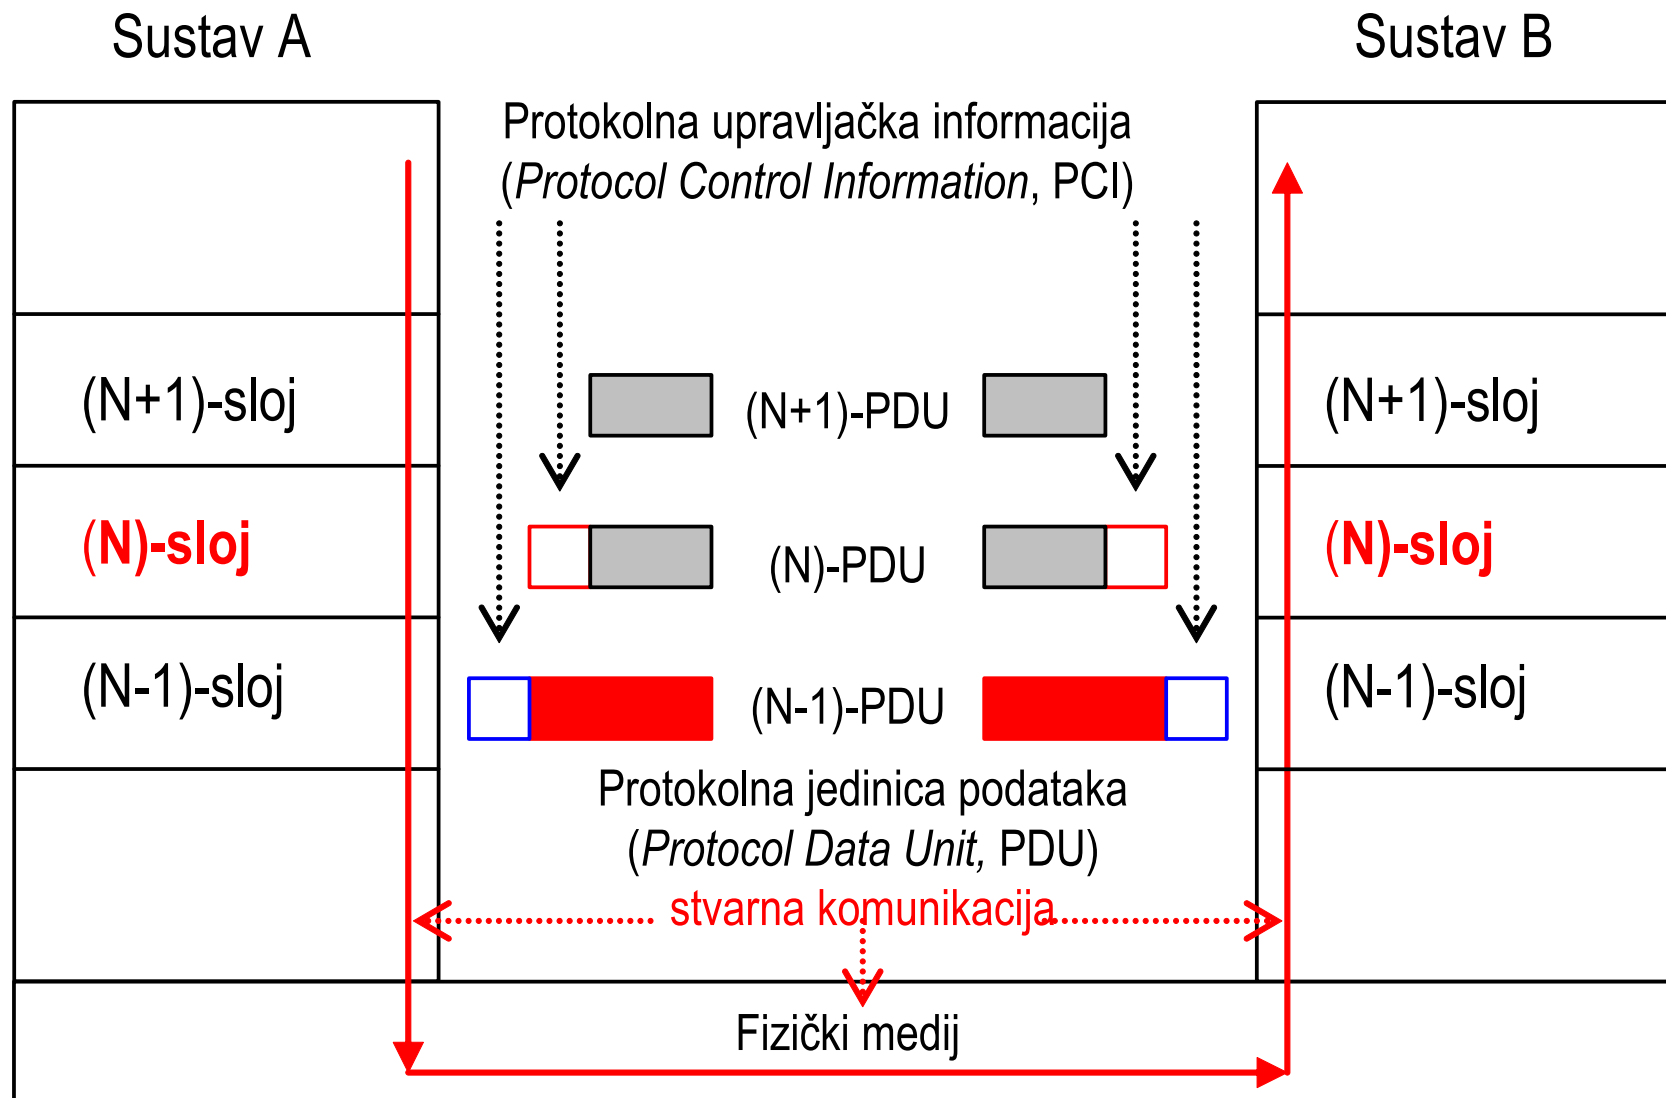 Sustav A
Sustav B
Protokolna upravljačka informacija
(Protocol Control Information, PCI)
(N+1)-sloj
(N+1)-PDU
(N+1)-sloj
(N)-sloj
(N)-PDU
(N)-sloj
(N-1)-sloj
(N-1)-PDU
(N-1)-sloj
Protokolna jedinica podataka
(Protocol Data Unit, PDU)
stvarna komunikacija
Fizički medij